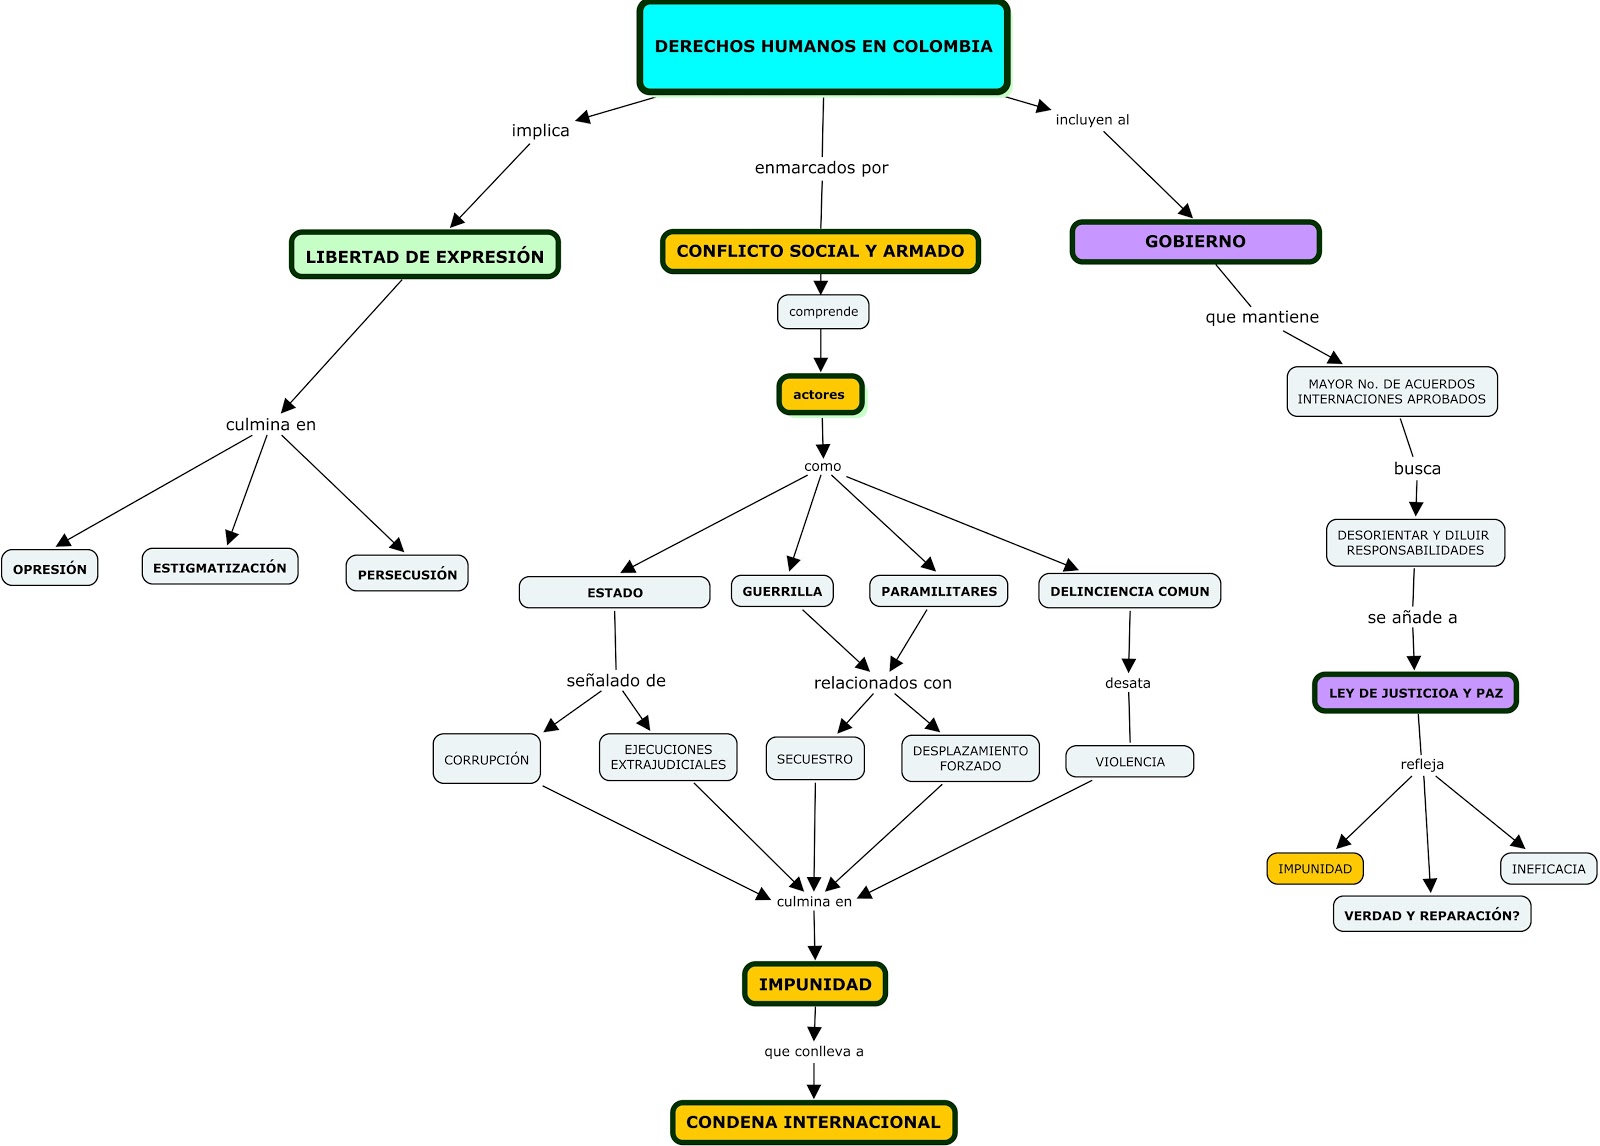 DERECHOS HUMANOS EN COLOMBIA
implica
incluyen al
enmarcados por
LIBERTAD DE EXPRESIÓN
CONFLICTO SOCIAL Y ARMADO
GOBIERNO
comprende
que mantiene
actores
MAYOR No. DE ACUERDOS
INTERNACIONES APROBADOS
culmina en
como
busca
OPRESIÓN
ESTIGMATIZACIÓN
PERSECUSIÓN
DESORIENTAR Y DILUIR
RESPONSABILIDADES
ESTADO
GUERRILLA
PARAMILITARES
DELINCIENCIA COMUN
se añade a
señalado de
relacionados con
desata
LEY DE JUSTICIOA Y PAZ
CORRUPCIÓN
EJECUCIONES
EXTRAJUDICIALES
SECUESTRO
DESPLAZAMIENTO
FORZADO
VIOLENCIA
refleja
IMPUNIDAD
INEFICACIA
VERDAD Y REPARACIÓN?
culmina en
IMPUNIDAD
que conlleva a
CONDENA INTERNACIONAL